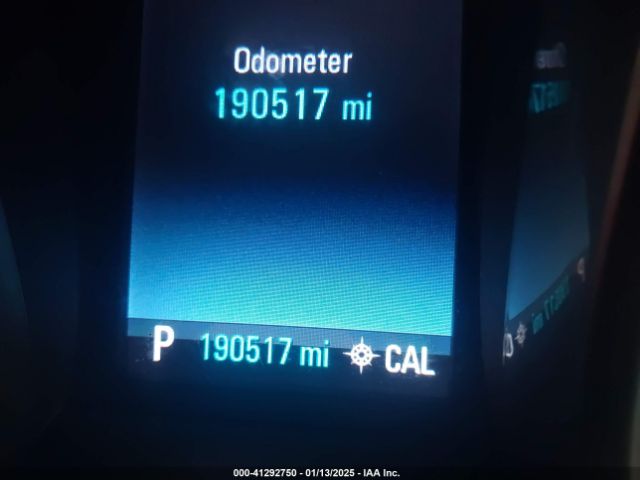 Odometer
190517 mi
P 190517 mi CAL
000-41292750 - 01/13/2025 - IAA Inc.